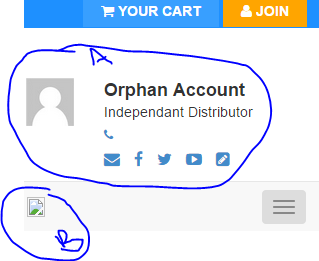 YOUR CART JOIN
A
Orphan Account
Independant Distributor
B